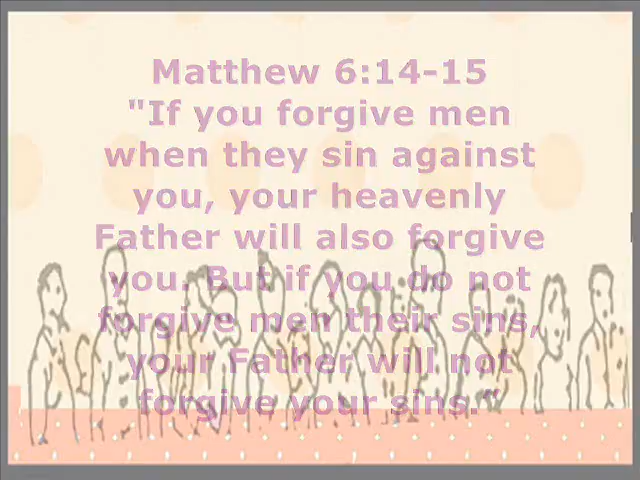 Matthew 6:14-15
"If you forgive men
when they sin against
you, your heavenly
Father will also forgive
you. But if you do not
forgive men their sins,
your Father will not
forgive your sins."